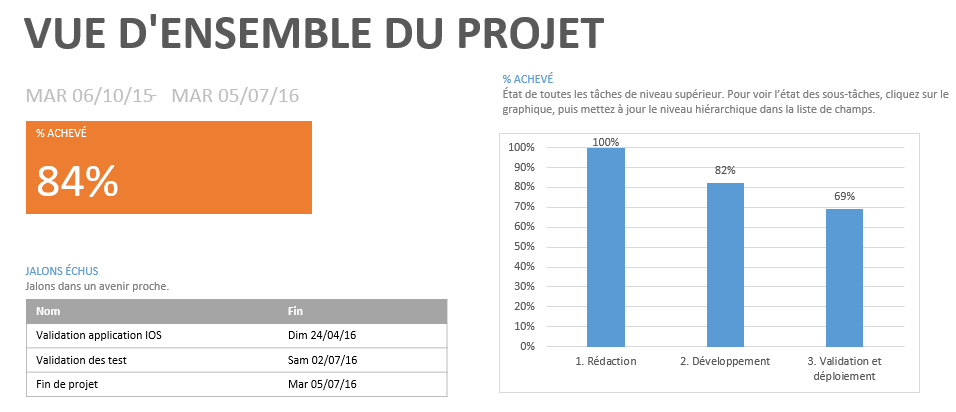 VUE D'ENSEMBLE DU PROJET
MAR 06/10/15- MAR 05/07/16
% ACHEVÉ
84%
JALONS ÉCHUS
Jalons dans un avenir proche.
Nom Fin
Validation application IOS Dim 24/04/16
Validation des test Sam 02/07/16
Fin de projet Mar 05/07/16
% ACHEVÉ
État de toutes les tâches de niveau supérieur. Pour voir l'état des sous-tâches, cliquez sur le
graphique, puis mettez à jour le niveau hiérarchique dans la liste de champs.
100%
90%
80%
70%
60%
50%
40%
30%
20%
10%
0%
100%
82%
69%
1. Rédaction
2. Développement
3. Validation et
déploiement